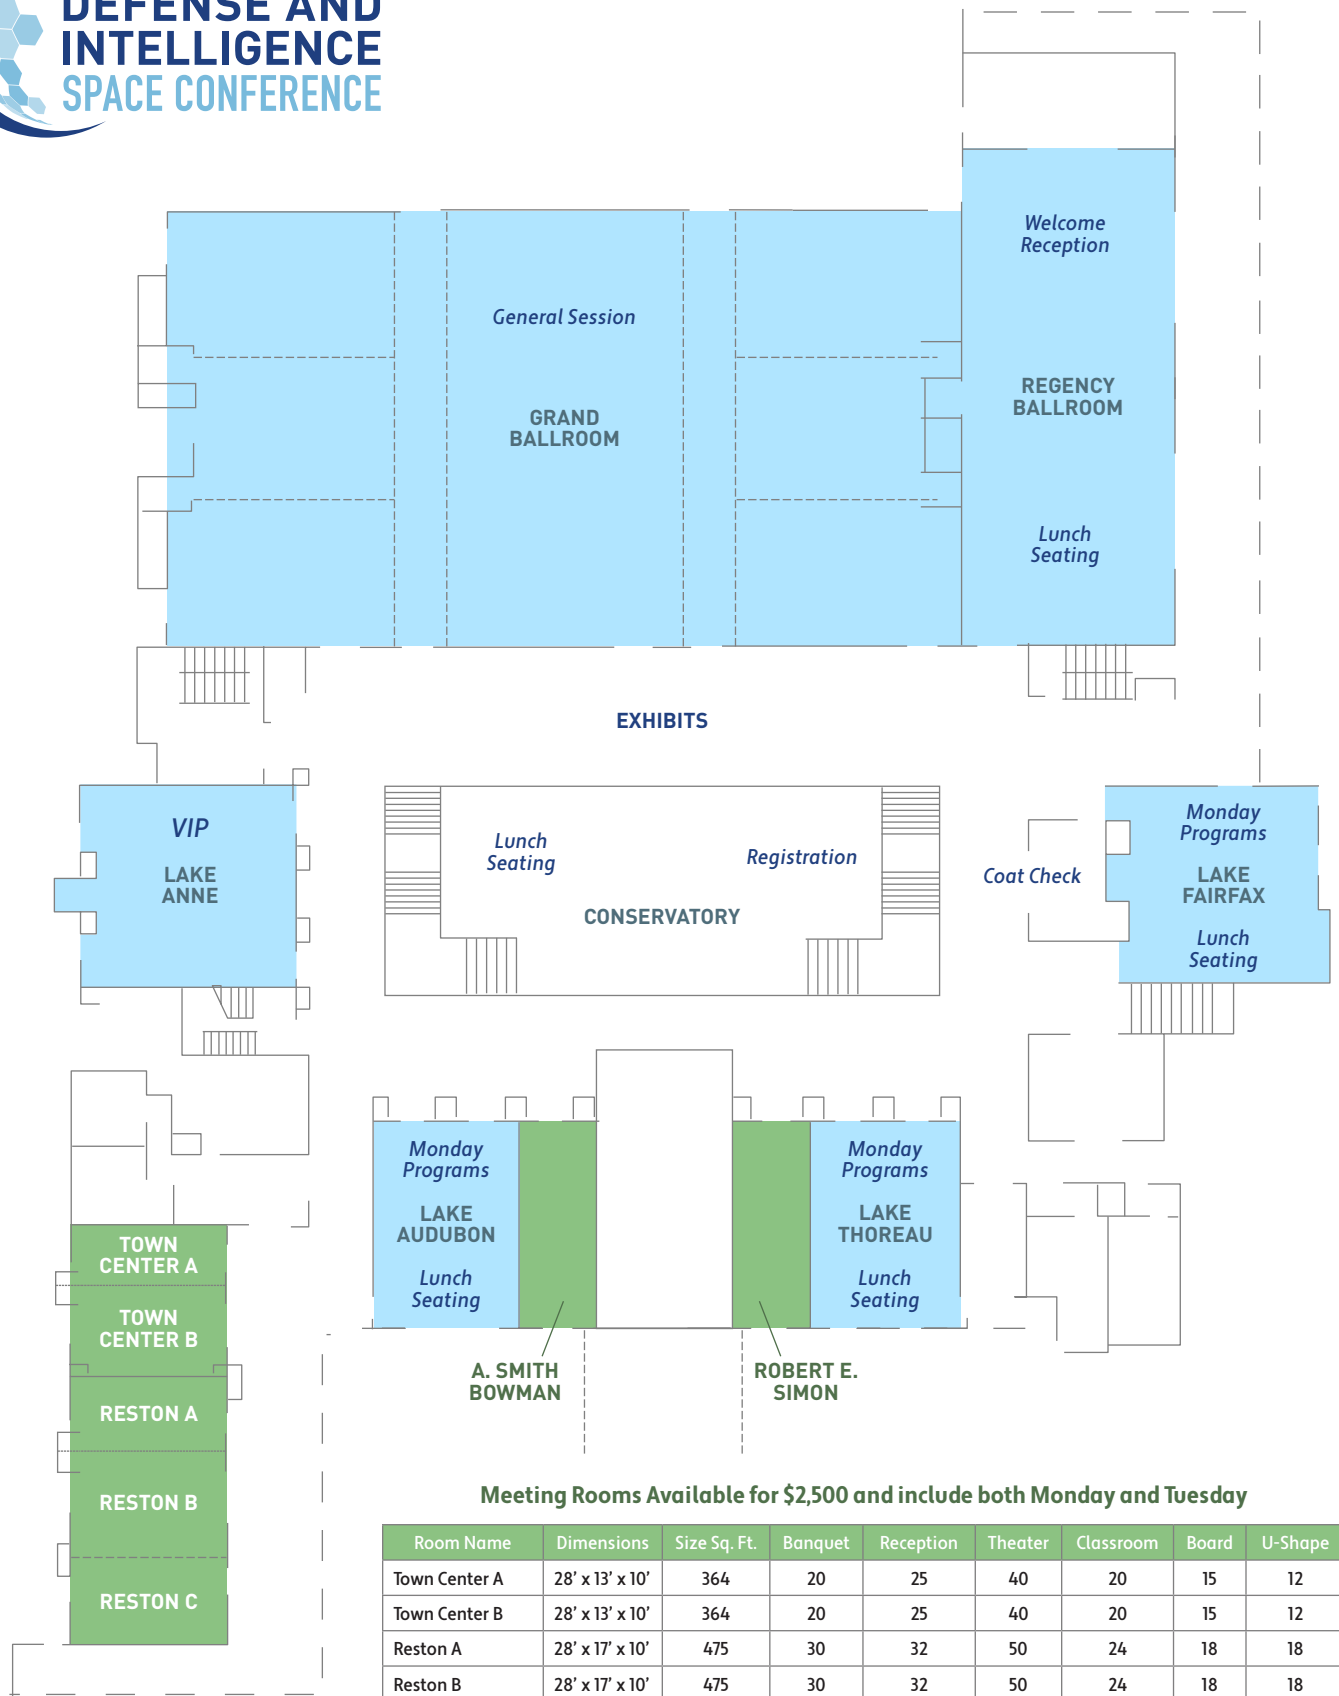 DEFENSE AND
INTELLIGENCE
SPACE CONFERENCE
Welcome
Reception
General Session
GRAND
BALLROOM
REGENCY
BALLROOM
Lunch
Seating
EXHIBITS
VIP
LAKE
ANNE
Lunch
Seating
Registration
CONSERVATORY
Coat Check
Monday
Programs
LAKE
FAIRFAX
Lunch
Seating
Monday
Programs
LAKE
AUDUBON
Lunch
Seating
Monday
Programs
LAKE
THOREAU
Lunch
Seating
A. SMITH
BOWMAN
ROBERT E.
SIMON
TOWN
CENTER A
TOWN
CENTER B
RESTON A
RESTON B
RESTON C
Meeting Rooms Available for $2,500 and include both Monday and Tuesday
Room Name Dimensions Size Sq. Ft. Banquet Reception Theater Classroom Board U-Shape
Town Center A 28’ x 13’ x 10’ 364 20 25 40 20 15 12
Town Center B 28’ x 13’ x 10’ 364 20 25 40 20 15 12
Reston A 28’ x 17’ x 10’ 475 30 32 50 24 18 18
Reston B 28’ x 17’ x 10’ 475 30 32 50 24 18 18